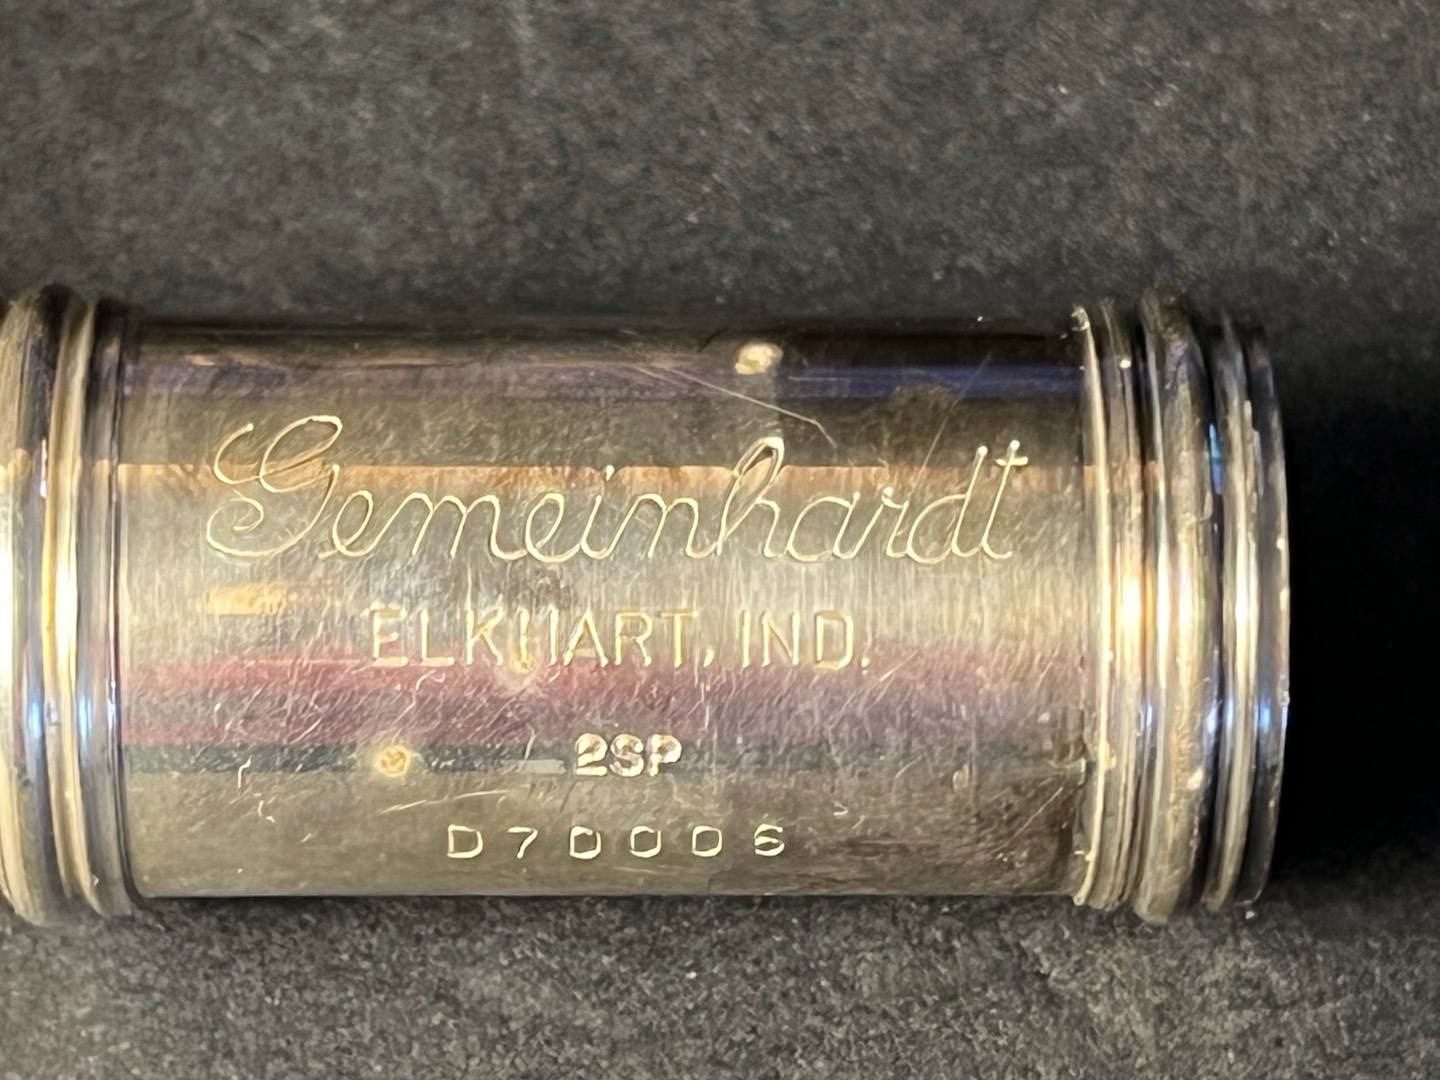 Gemeinhardt
ELKHART, IND.
2SP
D70006